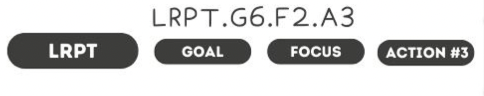 LRPT.G6.F2.A3
LRPT GOAL FOCUS ACTION #3